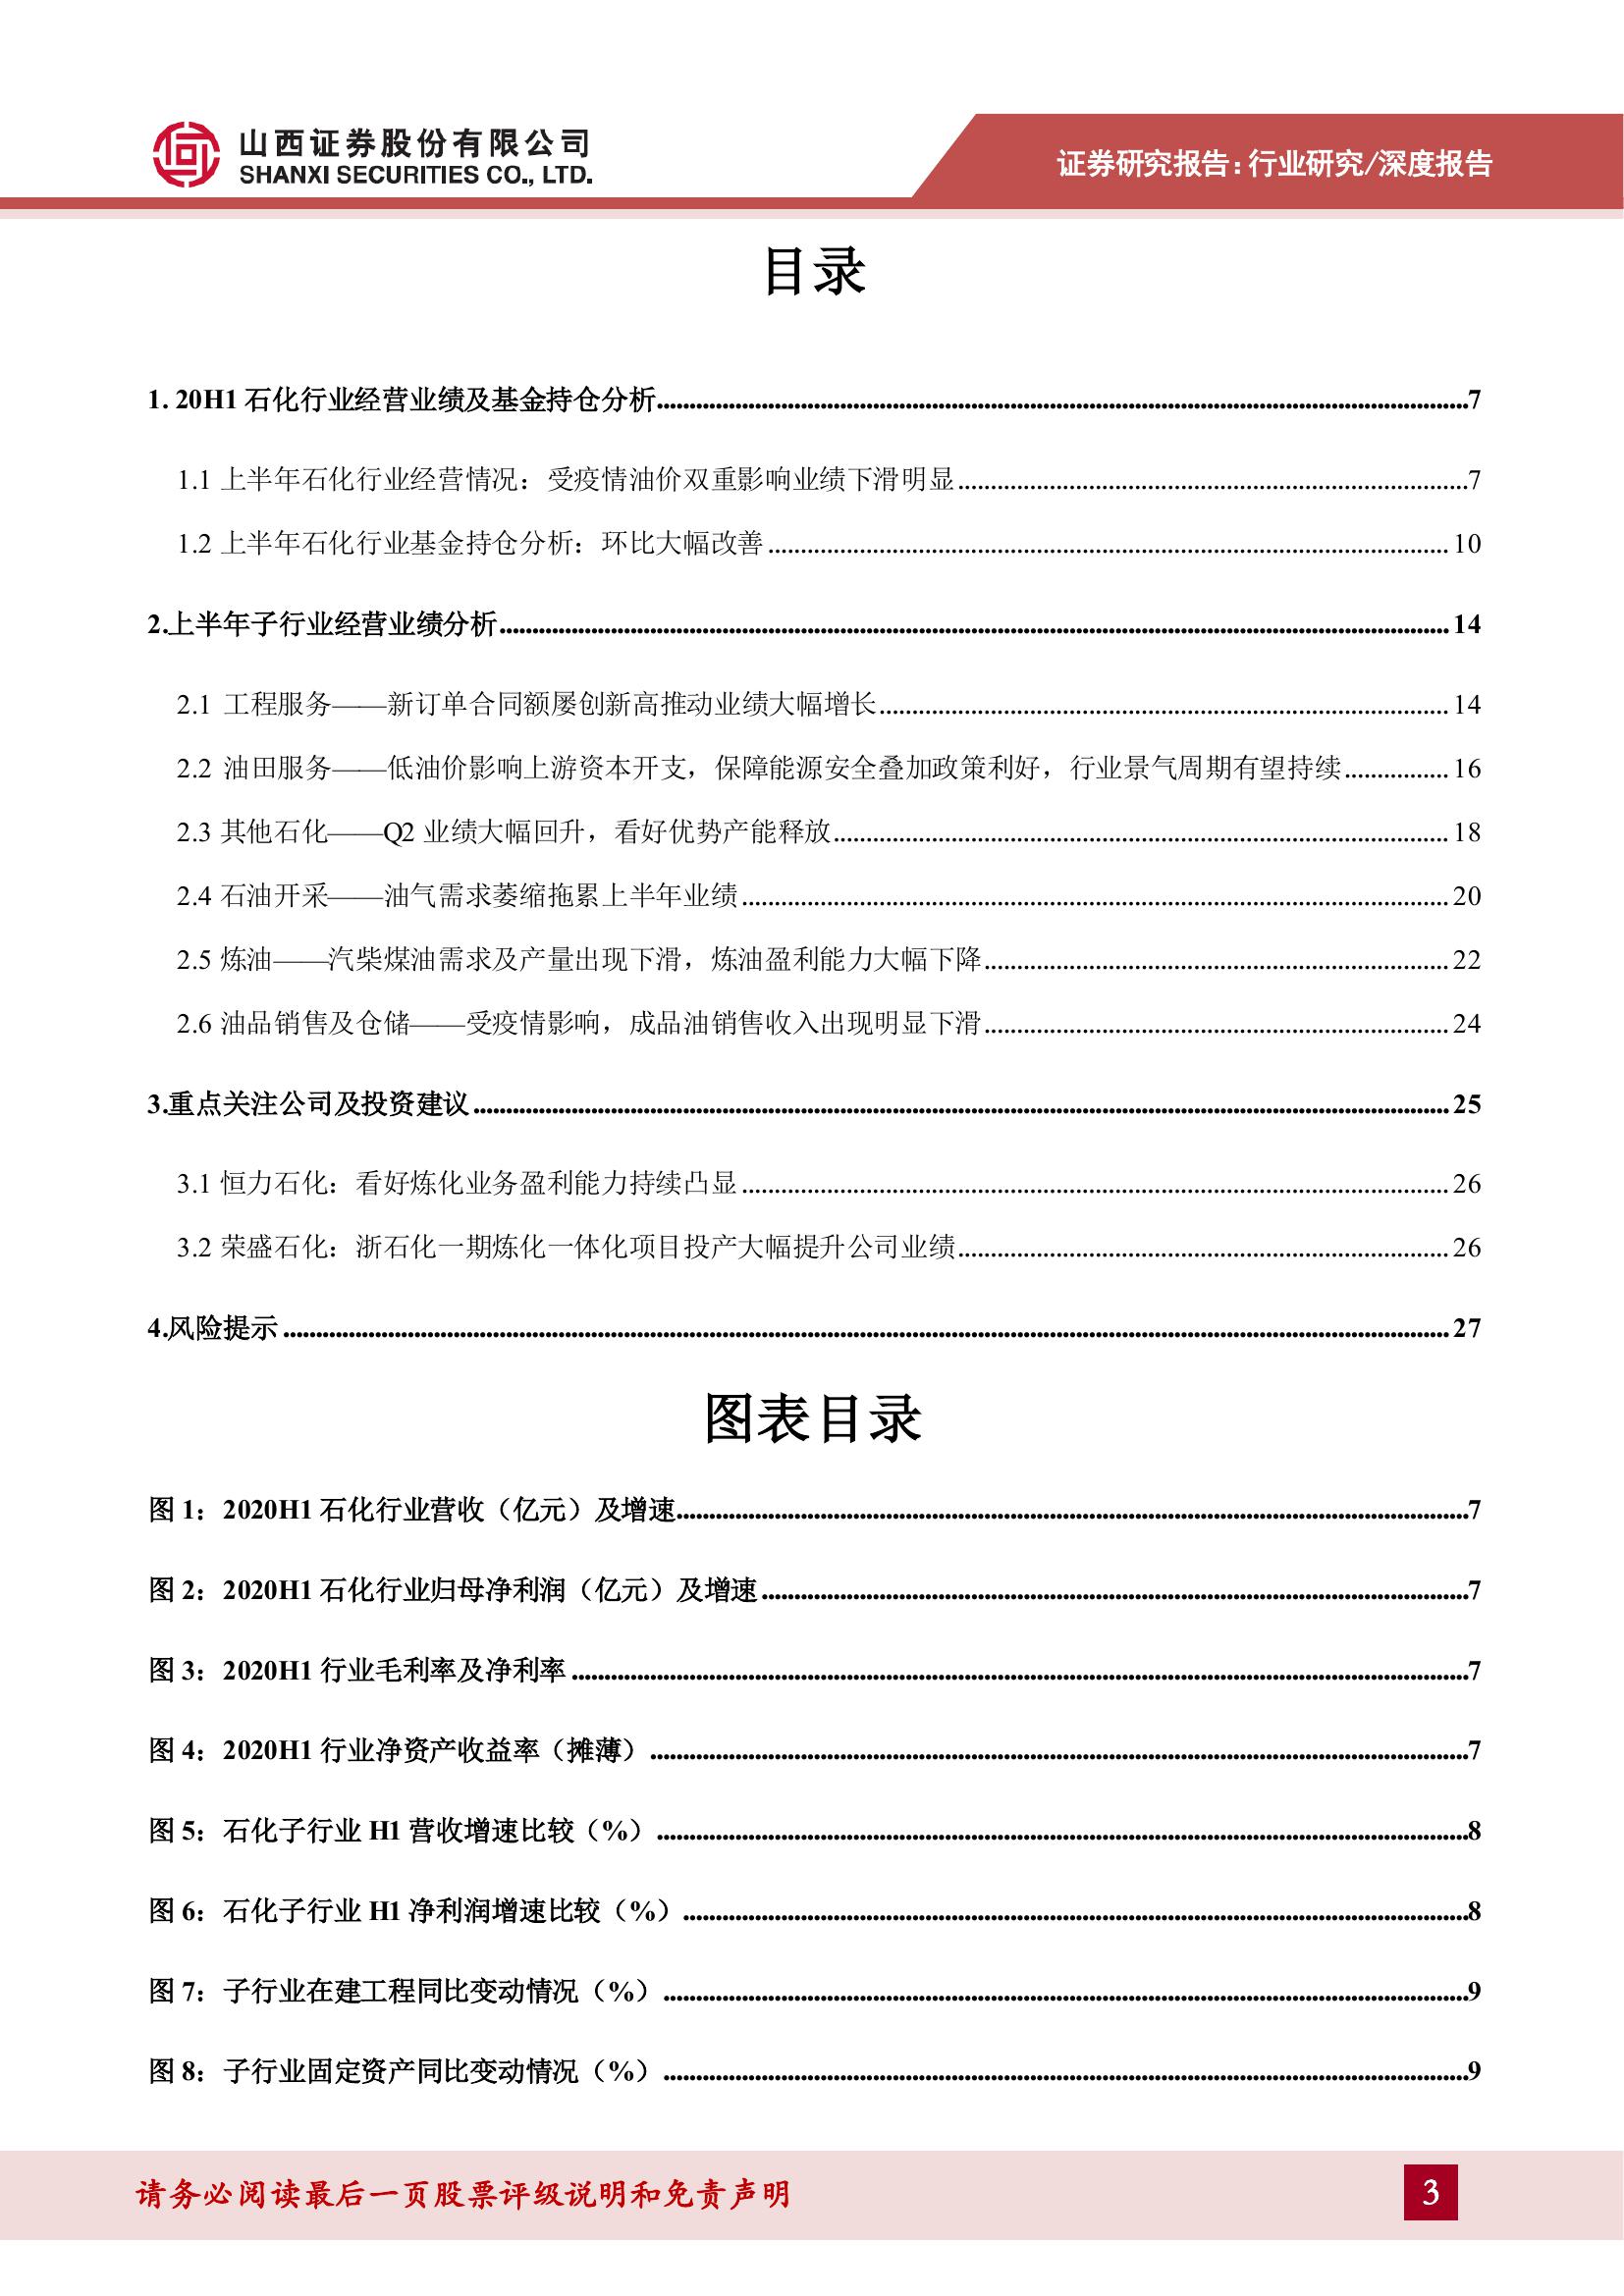 山西证券股份有限公司
SHANXI SECURITIES CO., LTD.
证券研究报告:行业研究/深度报告
目录
1. 20H1 石化行业经营业绩及基金持仓分析 7
1.1 上半年石化行业经营情况：受疫情油价双重影响业绩下滑明显 7
1.2 上半年石化行业基金持仓分析：环比大幅改善 10
2.上半年子行业经营业绩分析 14
2.1 工程服务——新订单合同额屡创新高推动业绩大幅增长 14
2.2 油田服务——低油价影响上游资本开支，保障能源安全叠加政策利好，行业景气周期有望持续 16
2.3 其他石化——Q2 业绩大幅回升，看好优势产能释放 18
2.4 石油开采——油气需求萎缩拖累上半年业绩 20
2.5 炼油——汽柴煤油需求及产量出现下滑，炼油盈利能力大幅下降 22
2.6 油品销售及仓储——受疫情影响，成品油销售收入出现明显下滑 24
3.重点关注公司及投资建议 25
3.1 恒力石化：看好炼化业务盈利能力持续凸显 26
3.2 荣盛石化：浙石化一期炼化一体化项目投产大幅提升公司业绩 26
4.风险提示 27
图表目录
图 1：2020H1 石化行业营收（亿元）及增速 7
图 2：2020H1 石化行业归母净利润（亿元）及增速 7
图 3：2020H1 行业毛利率及净利率 7
图 4：2020H1 行业净资产收益率（摊薄） 7
图 5：石化子行业 H1 营收增速比较（%） 8
图 6：石化子行业 H1 净利润增速比较（%） 8
图 7：子行业在建工程同比变动情况（%） 9
图 8：子行业固定资产同比变动情况（%） 9
请务必阅读最后一页股票评级说明和免责声明
3